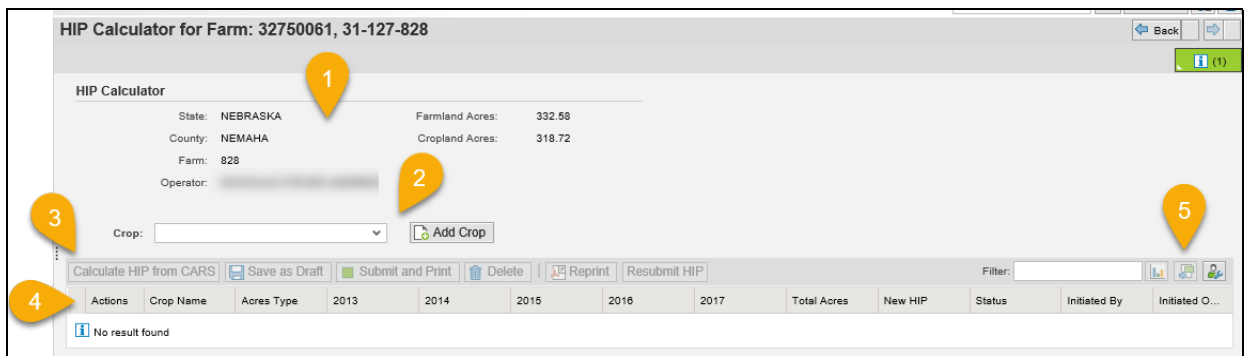 HIP Calculator for Farm: 32750061, 31-127-828
Back
(1)
1
HIP Calculator
State: NEBRASKA Farmland Acres: 332.58
County: NEMAHA Cropland Acres: 318.72
Farm: 828
Operator:
2
3
5
Crop: Add Crop
Calculate HIP from CARS Save as Draft Submit and Print Delete Reprint Resubmit HIP Filter:
4
Actions Crop Name Acres Type 2013 2014 2015 2016 2017 Total Acres New HIP Status Initiated By Initiated O...
No result found